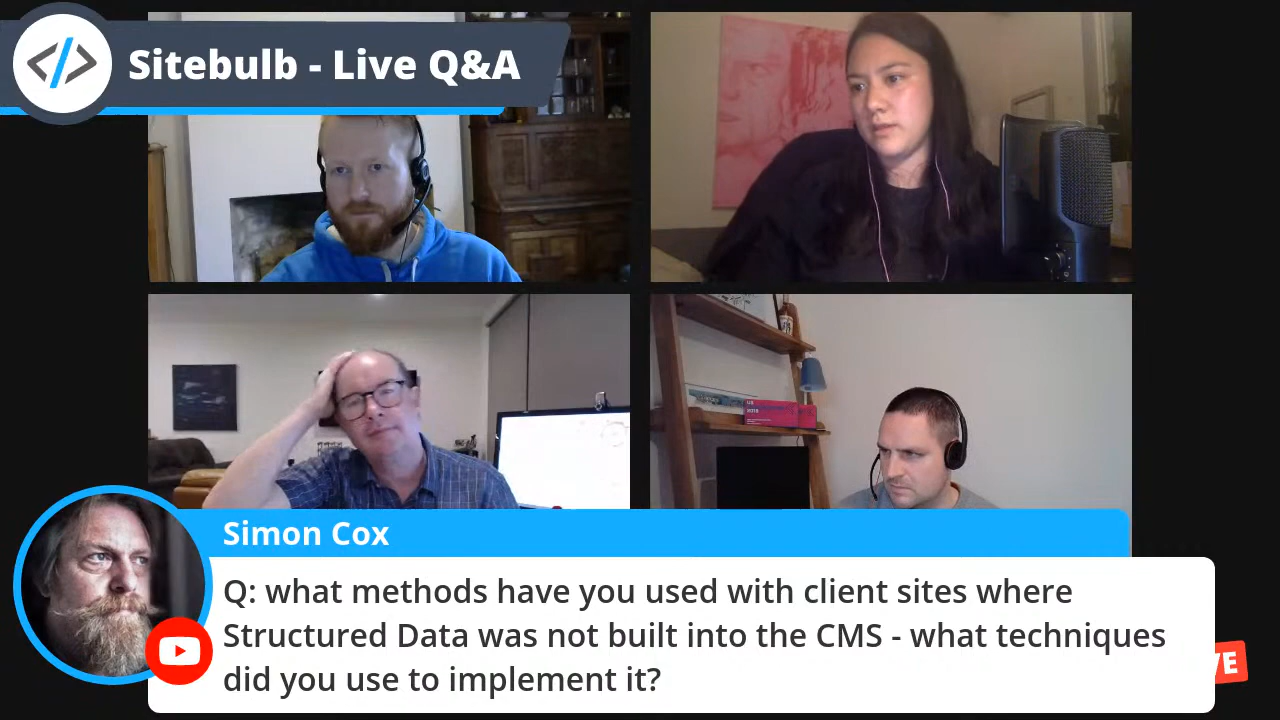 Sitebulb - Live Q&A
Simon Cox
Q: what methods have you used with client sites where
Structured Data was not built into the CMS - what techniques
did you use to implement it?
VE